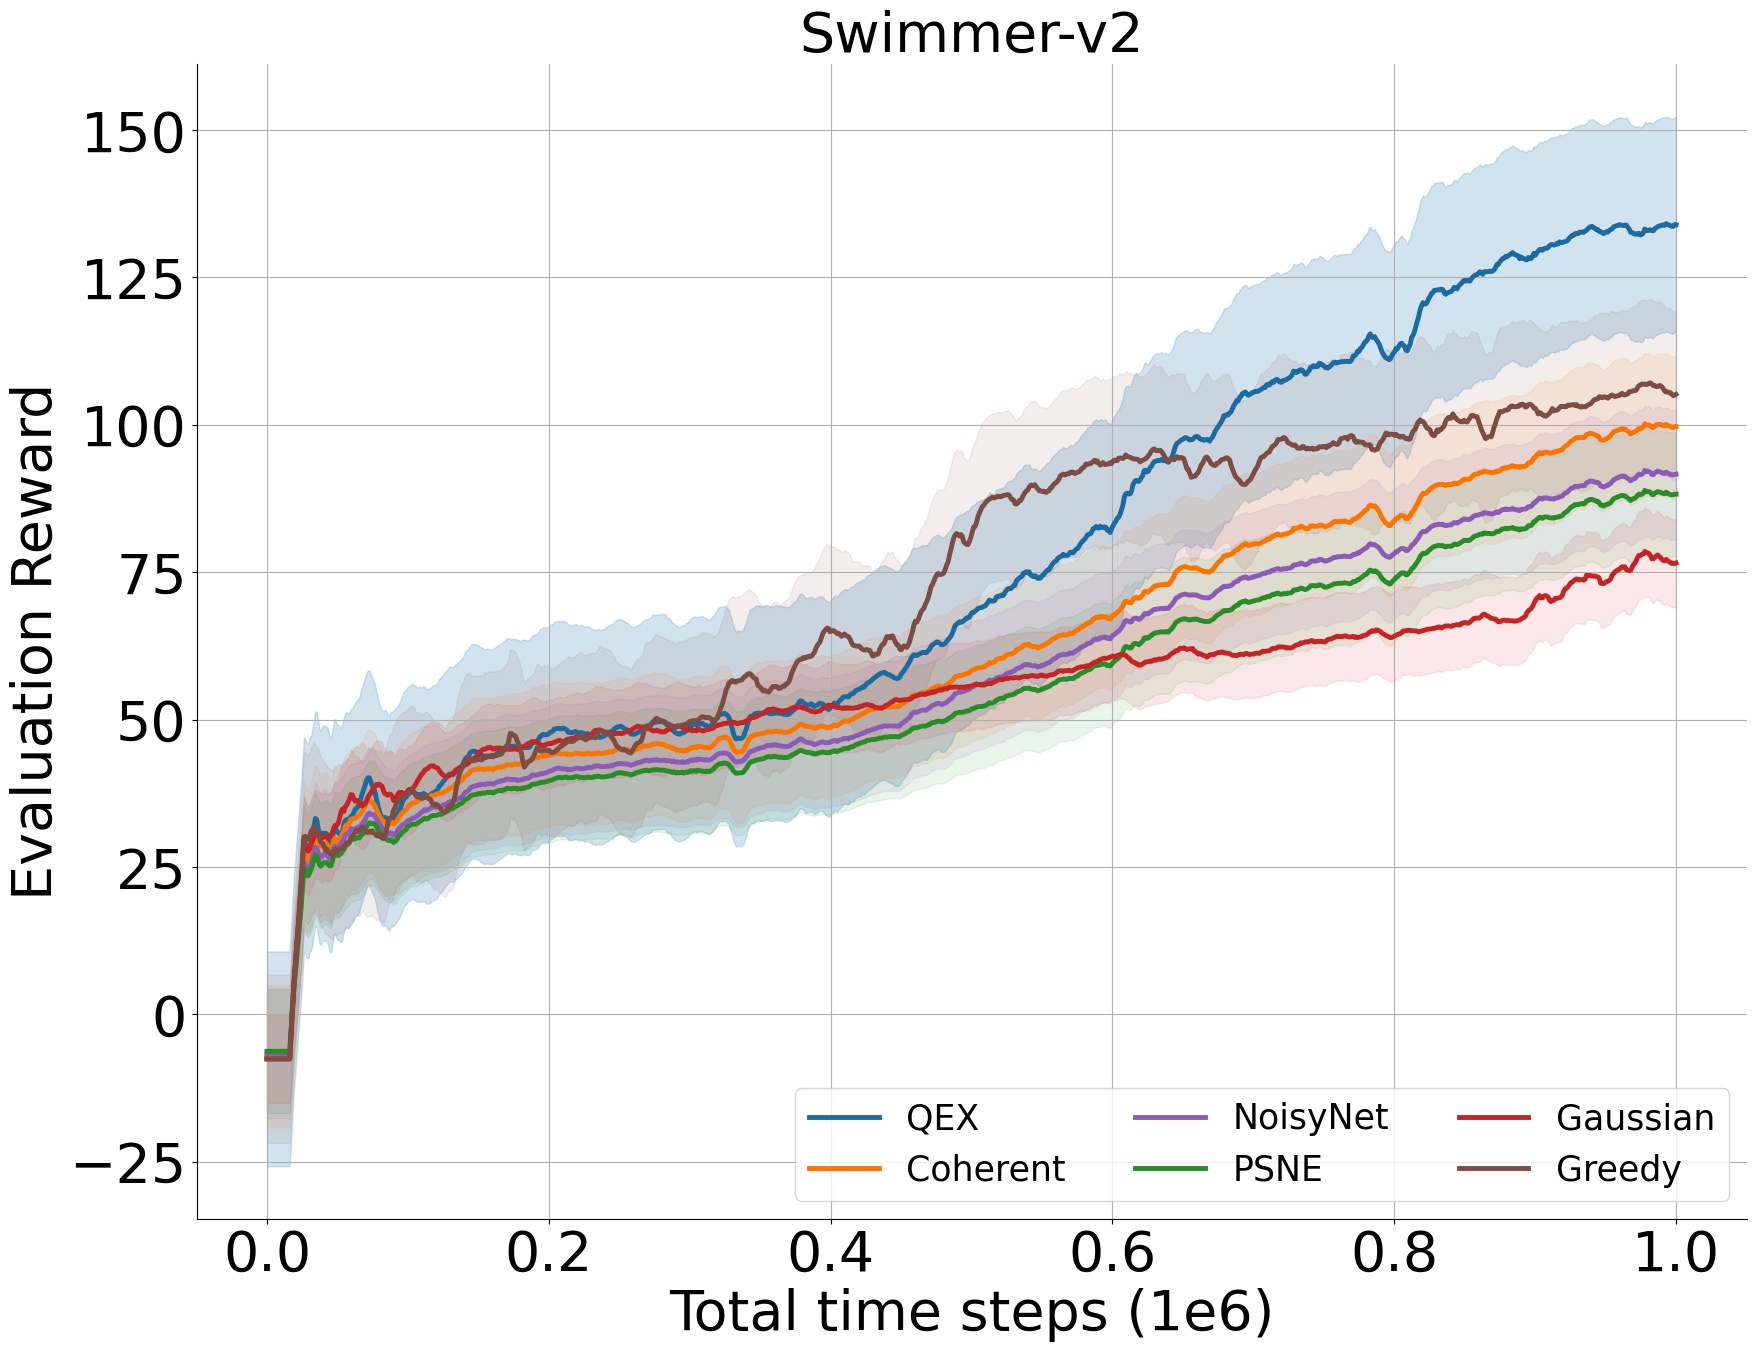 Swimmer-v2
Evaluation Reward
150
125
100
75
50
25
0
−25
QEX
NoisyNet
Gaussian
Coherent
PSNE
Greedy
0.0
0.2
0.4
0.6
0.8
1.0
Total time steps (1e6)